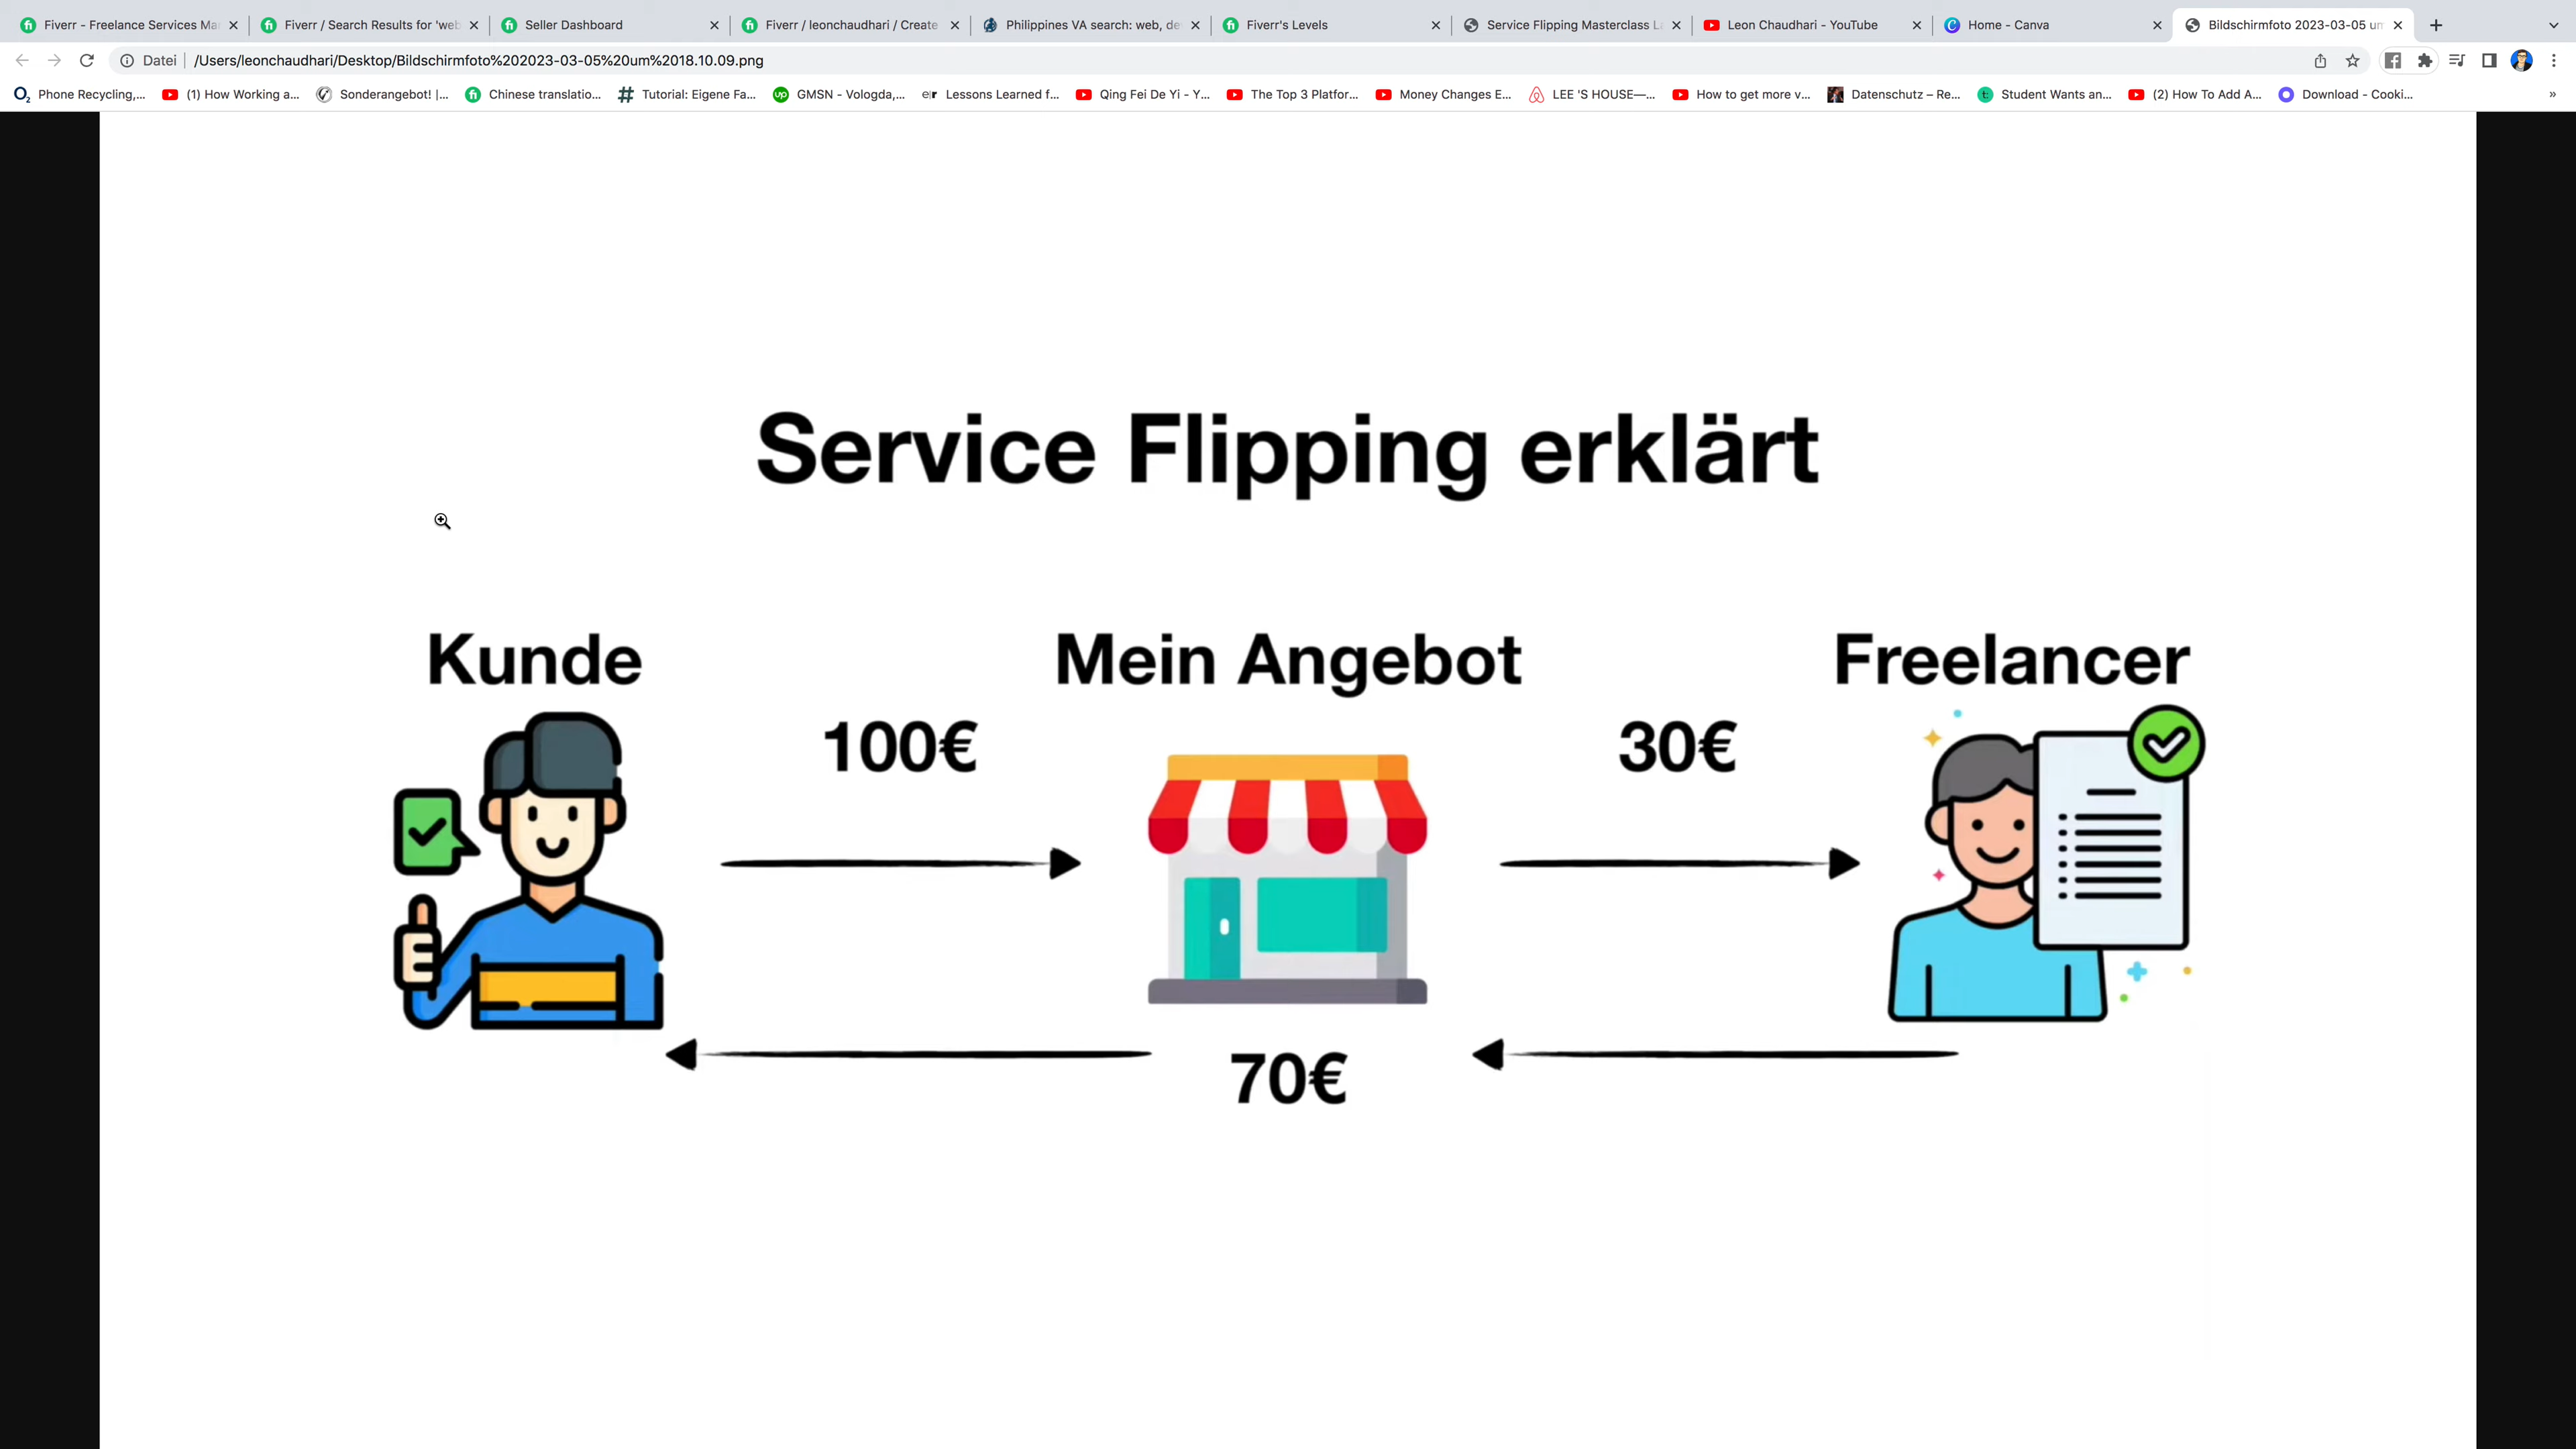 Fiverr - Freelance Services Ma
Fiverr / Search Results for 'web
Seller Dashboard
Fiverr / leonchaudhari / Create
Philippines VA search: web, de
Fiverr's Levels
Service Flipping Masterclass La
Leon Chaudhari - YouTube
Home - Canva
Bildschirmfoto 2023-03-05 um
Datei
/Users/leonchaudhari/Desktop/Bildschirmfoto%202023-03-05%20um%2018.10.09.png
Phone Recycling,...
(1) How Working a...
Sonderangebot! |...
Chinese translatio...
Tutorial: Eigene Fa...
GMSN - Vologda,...
Lessons Learned f...
Qing Fei De Yi - Y...
The Top 3 Platfor...
Money Changes E...
LEE 'S HOUSE—...
How to get more v...
Datenschutz – Re...
Student Wants an...
(2) How To Add A...
Download - Cooki...
Service Flipping erklärt
Kunde
Mein Angebot
Freelancer
100€
30€
70€